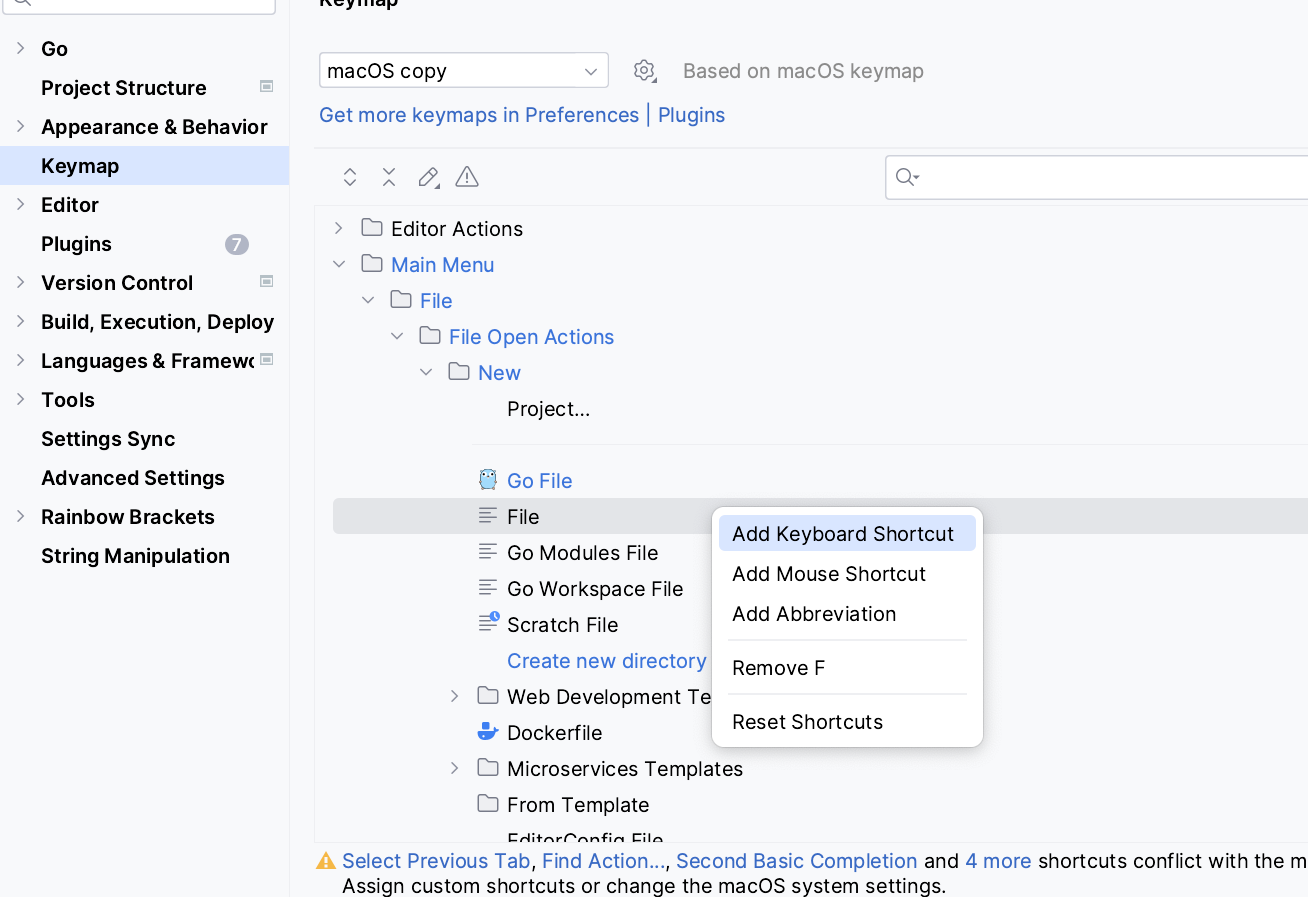 Keymap
Go
Project Structure
Appearance & Behavior
Keymap
Editor
Plugins
7
Version Control
Build, Execution, Deploy
Languages & Framewo
Tools
Settings Sync
Advanced Settings
Rainbow Brackets
String Manipulation
macOS copy
Based on macOS keymap
Get more keymaps in Preferences | Plugins
Editor Actions
Main Menu
File
File Open Actions
New
Project...
Go File
File
Go Modules File
Go Workspace File
Scratch File
Create new directory
Web Development Te
Dockerfile
Microservices Templates
From Template
EditorConfig File
Add Keyboard Shortcut
Add Mouse Shortcut
Add Abbreviation
Remove F
Reset Shortcuts
Select Previous Tab, Find Action..., Second Basic Completion and 4 more shortcuts conflict with the m
Assign custom shortcuts or change the macOS system settings.